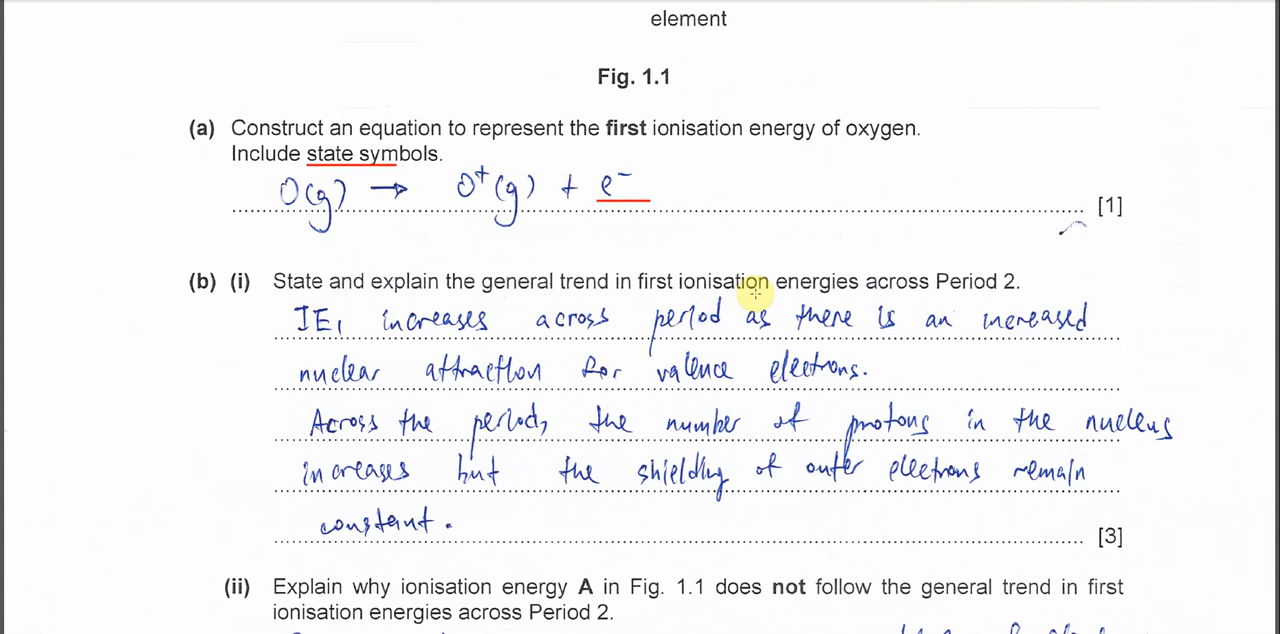 element
Fig. 1.1
(a) Construct an equation to represent the first ionisation energy of oxygen.
Include state symbols.
O(g) → O⁺(g) + e⁻
[1]
(b) (i) State and explain the general trend in first ionisation energies across Period 2.
IE₁ increases across period as there is an increased
nuclear attraction for valence electrons.
Across the period, the number of protons in the nucleus
increases but the shielding of outer electrons remain
constant.
[3]
(ii) Explain why ionisation energy A in Fig. 1.1 does not follow the general trend in first
ionisation energies across Period 2.